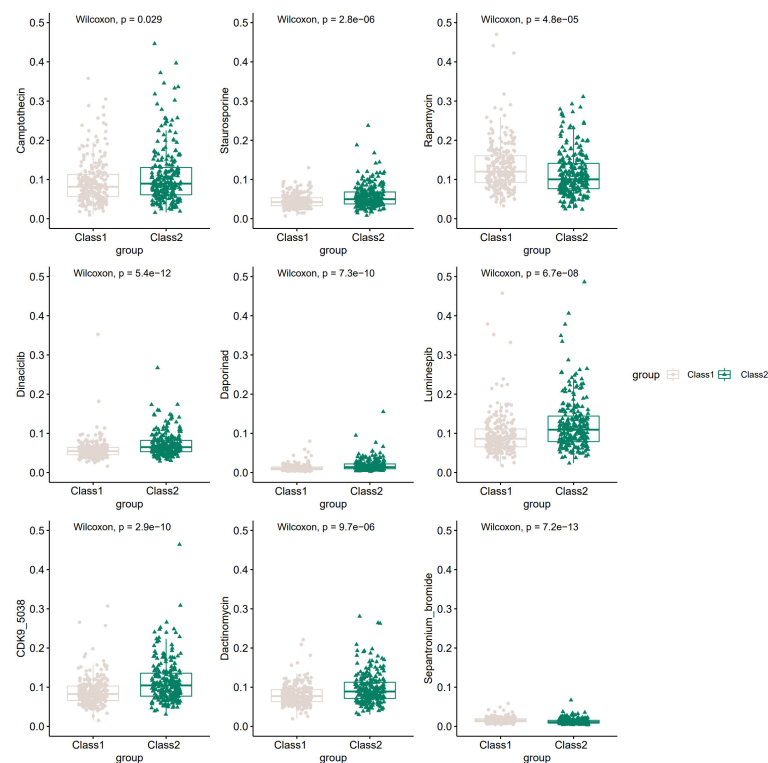 Wilcoxon, p = 0.029
Camptothecin
0.5
0.4
0.3
0.2
0.1
0.0
Class1 Class2
group
Wilcoxon, p = 2.8e−06
Staurosporine
0.5
0.4
0.3
0.2
0.1
0.0
Class1 Class2
group
Wilcoxon, p = 4.8e−05
Rapamycin
0.5
0.4
0.3
0.2
0.1
0.0
Class1 Class2
group
Wilcoxon, p = 5.4e−12
Dinaciclib
0.5
0.4
0.3
0.2
0.1
0.0
Class1 Class2
group
Wilcoxon, p = 7.3e−10
Daporinad
0.5
0.4
0.3
0.2
0.1
0.0
Class1 Class2
group
Wilcoxon, p = 6.7e−08
Luminespib
0.5
0.4
0.3
0.2
0.1
0.0
Class1 Class2
group
group Class1 Class2
Wilcoxon, p = 2.9e−10
CDK9_5038
0.5
0.4
0.3
0.2
0.1
0.0
Class1 Class2
group
Wilcoxon, p = 9.7e−06
Dactinomycin
0.5
0.4
0.3
0.2
0.1
0.0
Class1 Class2
group
Wilcoxon, p = 7.2e−13
Sepantronium_bromide
0.5
0.4
0.3
0.2
0.1
0.0
Class1 Class2
group